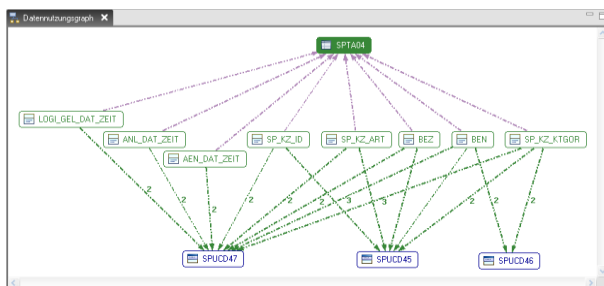 Datennutzungsgraph
SPTA04
LOGI_GEL_DAT_ZEIT
ANL_DAT_ZEIT
SP_KZ_ID
SP_KZ_ART
BEZ
BEN
SP_KZ_KTGOR
AEN_DAT_ZEIT
2
2
2
2
3
3
2
2
2
2
2
SPUCD47
SPUCD45
SPUCD46